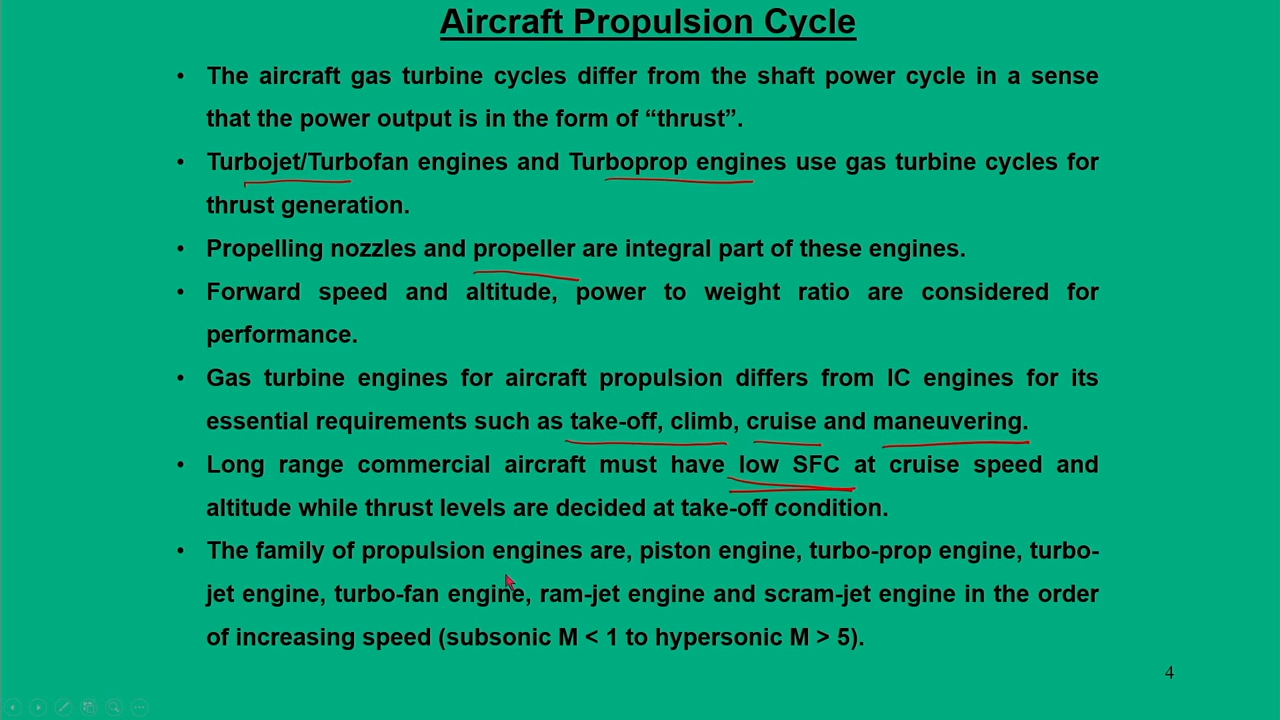 Aircraft Propulsion Cycle
• The aircraft gas turbine cycles differ from the shaft power cycle in a sense
that the power output is in the form of “thrust”.
• Turbojet/Turbofan engines and Turboprop engines use gas turbine cycles for
thrust generation.
• Propelling nozzles and propeller are integral part of these engines.
• Forward speed and altitude, power to weight ratio are considered for
performance.
• Gas turbine engines for aircraft propulsion differs from IC engines for its
essential requirements such as take-off, climb, cruise and maneuvering.
• Long range commercial aircraft must have low SFC at cruise speed and
altitude while thrust levels are decided at take-off condition.
• The family of propulsion engines are, piston engine, turbo-prop engine, turbo-
jet engine, turbo-fan engine, ram-jet engine and scram-jet engine in the order
of increasing speed (subsonic M < 1 to hypersonic M > 5).
4